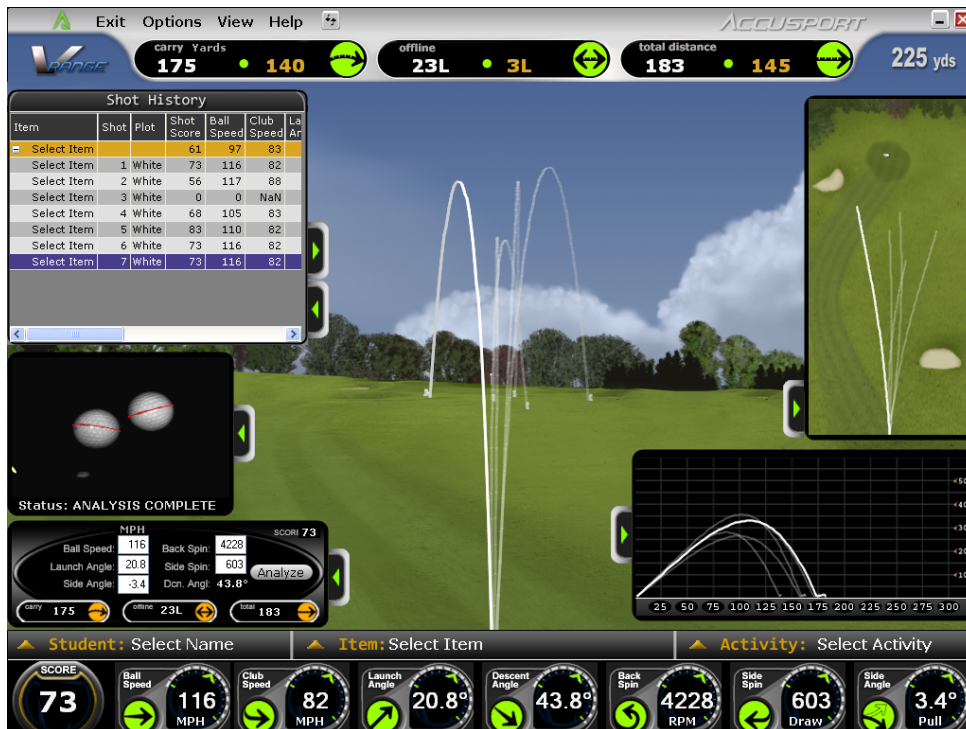 Exit Options View Help
ACCUSPORT
V RANGE
carry Yards
175 • 140
offline
23L • 3L
total distance
183 • 145
225 yds
Shot History
Item Shot Plot Shot Score Ball Speed Club Speed La An
Select Item 61 97 83
Select Item 1 White 73 116 82
Select Item 2 White 56 117 88
Select Item 3 White 0 0 NaN
Select Item 4 White 68 105 83
Select Item 5 White 83 110 82
Select Item 6 White 73 116 82
Select Item 7 White 73 116 82
Status: ANALYSIS COMPLETE
MPH
SCORI 73
Ball Speed: 116 Back Spin: 4228
Launch Angle: 20.8 Side Spin: 603
Analyze
Side Angle: -3.4 Dcn. Angl: 43.8°
carry 175 offline 23L total 183
50
40
30
20
10
25 50 75 100 125 150 175 200 225 250 275 300
Student: Select Name Item: Select Item Activity: Select Activity
SCORE
73
Ball Speed
116
MPH
Club Speed
82
MPH
Launch Angle
20.8°
Descent Angle
43.8°
Back Spin
4228
RPM
Side Spin
603
Draw
Side Angle
3.4°
Pull